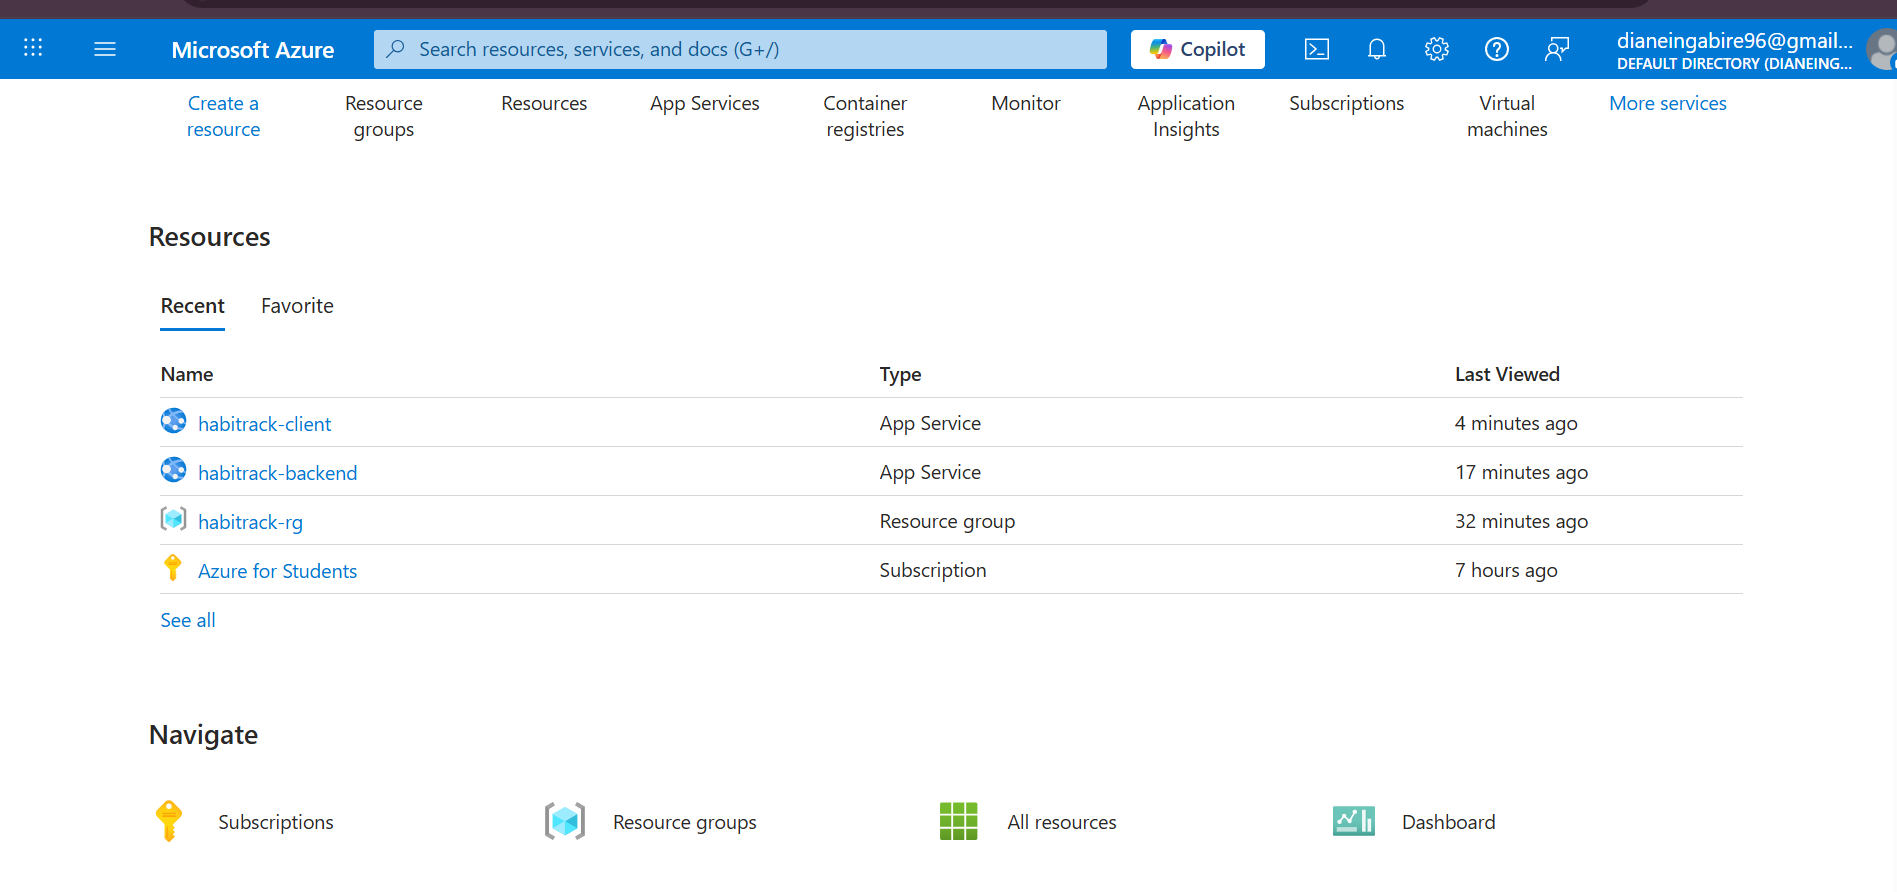 Microsoft Azure
Search resources, services, and docs (G+/)
Copilot
dianeingabire96@gmail...
DEFAULT DIRECTORY (DIANEING...
Create a
resource
Resource
groups
Resources
App Services
Container
registries
Monitor
Application
Insights
Subscriptions
Virtual
machines
More services
Resources
Recent Favorite
Name Type Last Viewed
habitrack-client App Service 4 minutes ago
habitrack-backend App Service 17 minutes ago
habitrack-rg Resource group 32 minutes ago
Azure for Students Subscription 7 hours ago
See all
Navigate
Subscriptions Resource groups All resources Dashboard